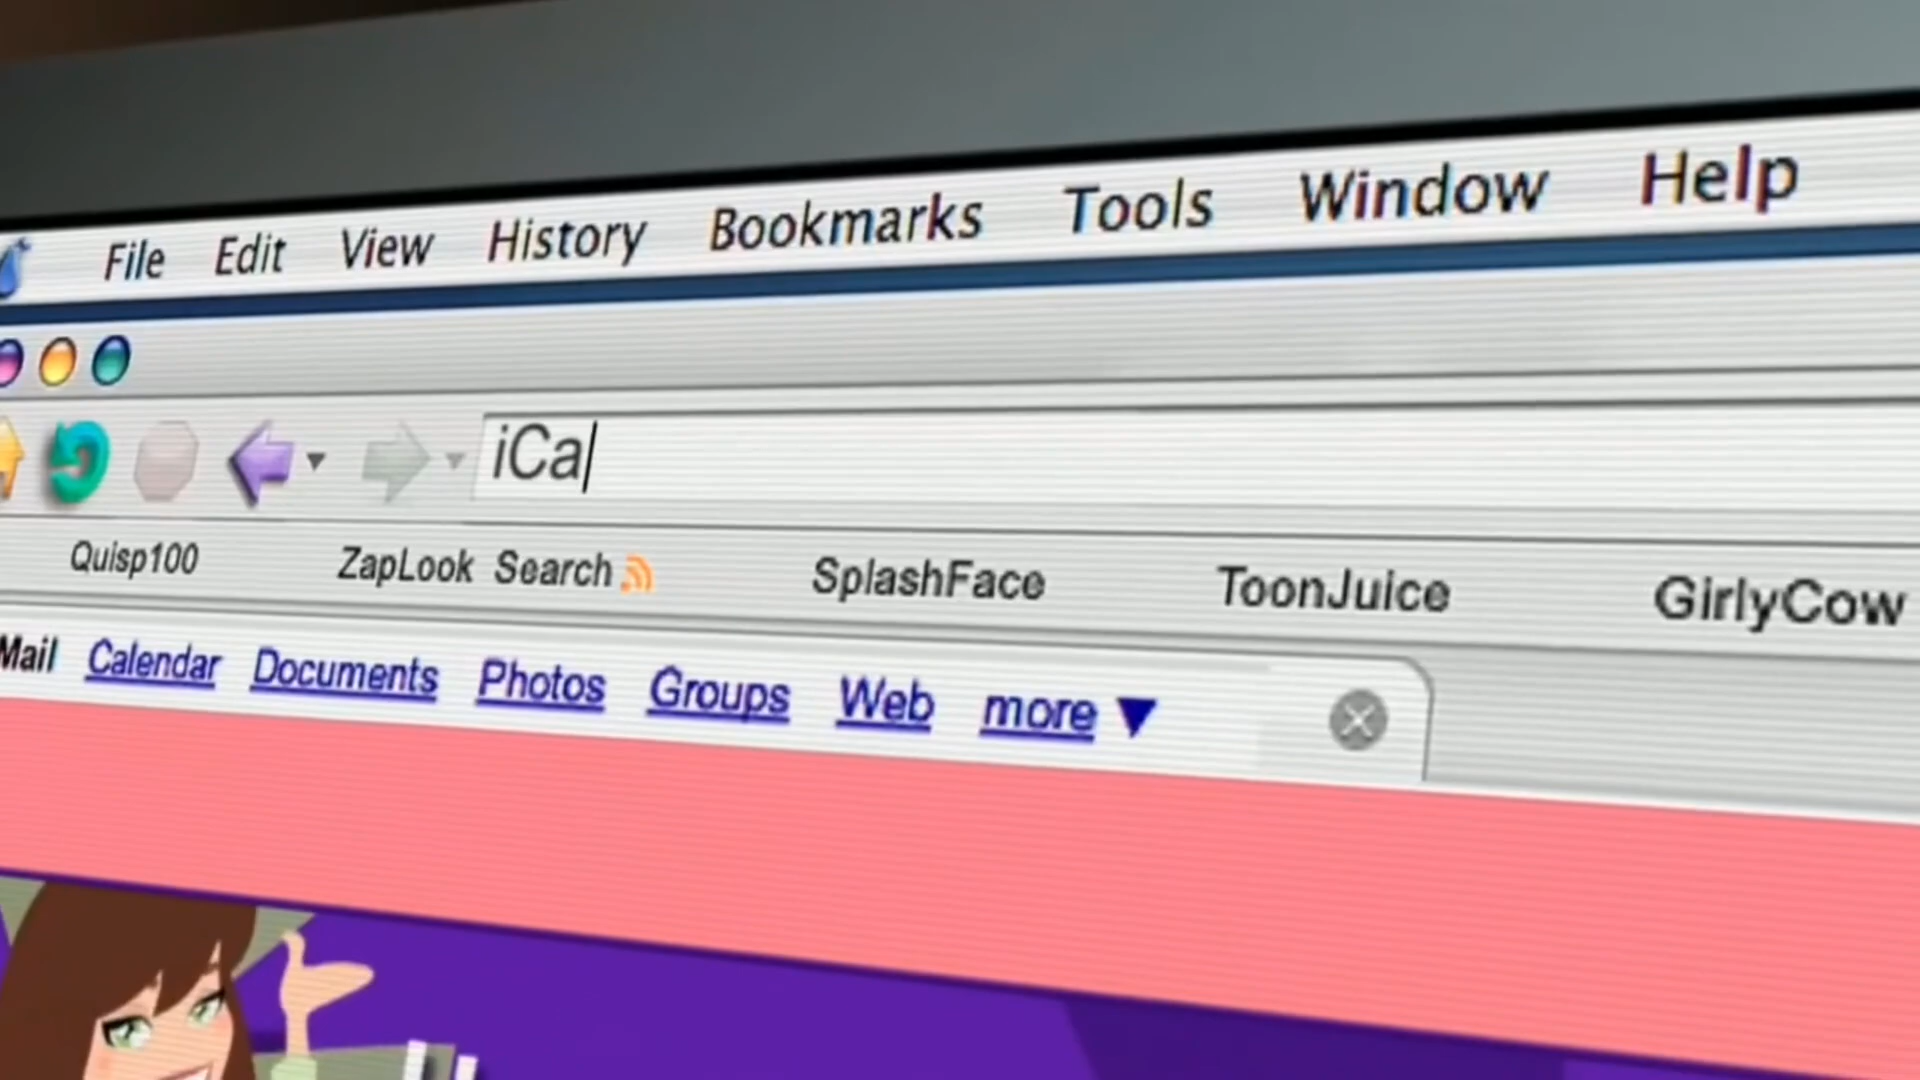 File Edit View History Bookmarks Tools Window Help
iCa
Quisp100 ZapLook Search SplashFace ToonJuice GirlyCow
Mail Calendar Documents Photos Groups Web more